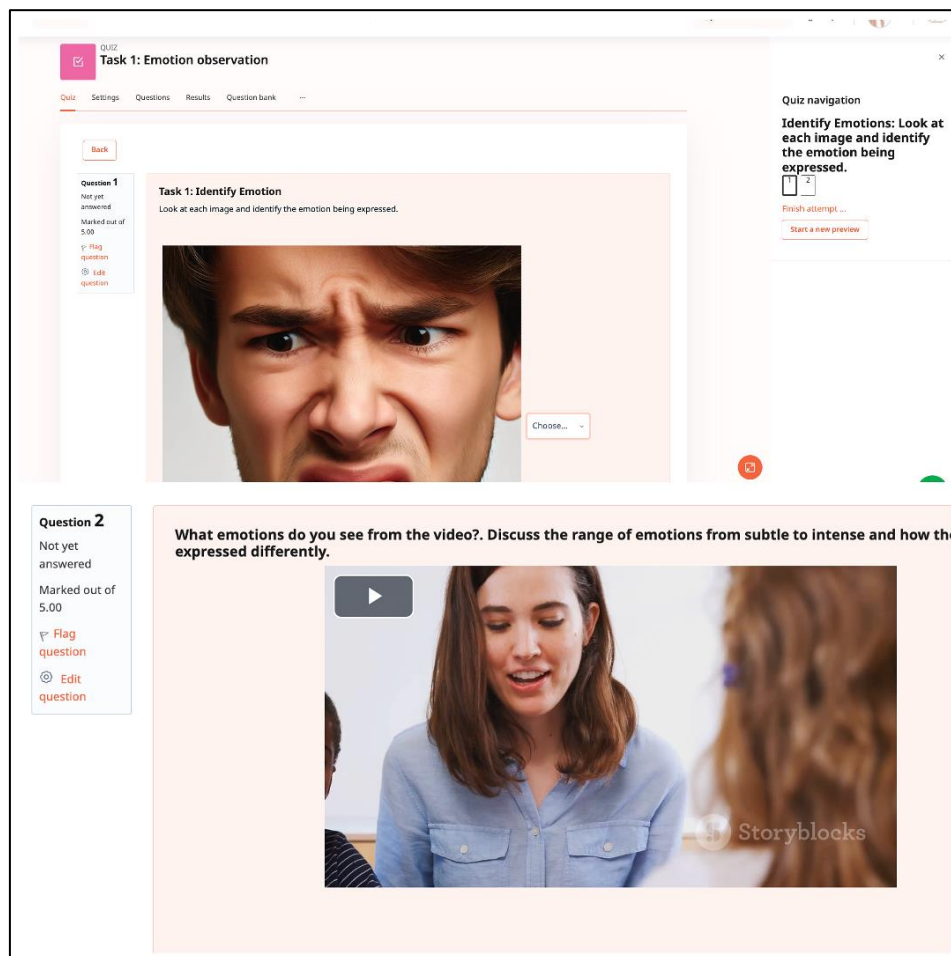 QUIZ
Task 1: Emotion observation
Quiz Settings Questions Results Question bank ...
Back
Question 1
Not yet
answered
Marked out of
5.00
Flag
question
Edit
question
Task 1: Identify Emotion
Look at each image and identify the emotion being expressed.
Choose...
Quiz navigation
Identify Emotions: Look at
each image and identify
the emotion being
expressed.
1 2
Finish attempt ...
Start a new preview
Question 2
Not yet
answered
Marked out of
5.00
Flag
question
Edit
question
What emotions do you see from the video?. Discuss the range of emotions from subtle to intense and how
expressed differently.
Storyblocks